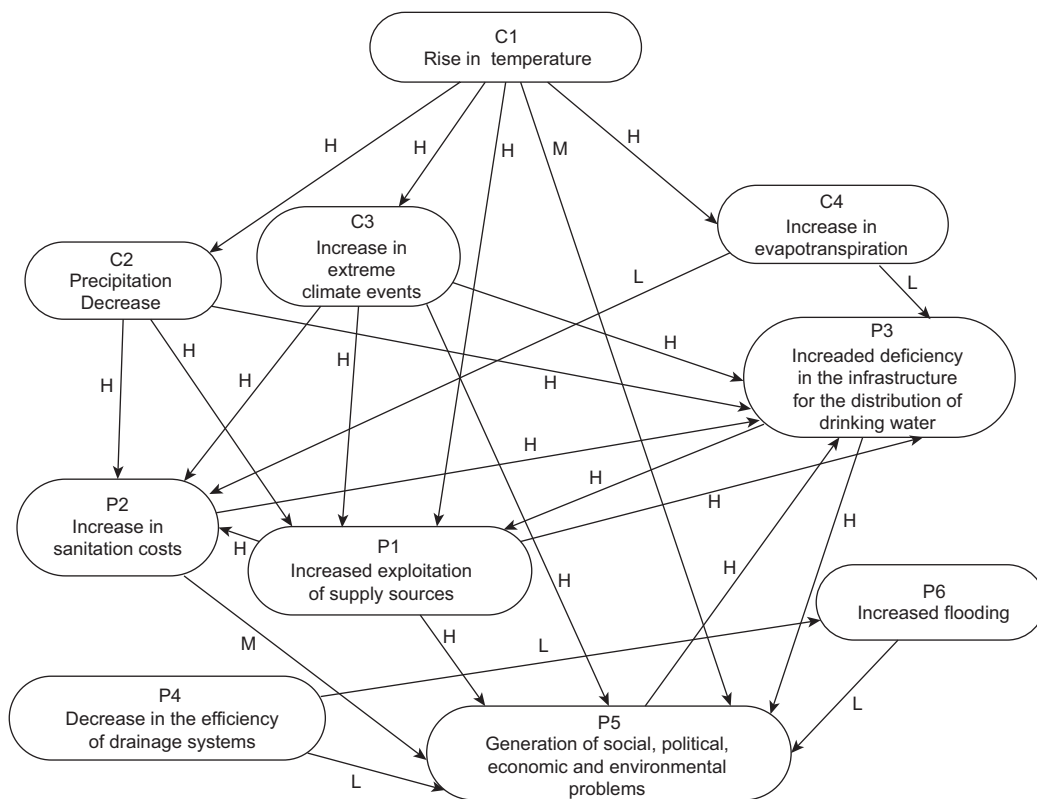 C1
Rise in temperature
H
H
H
M
H
C4
Increase in
evapotranspiration
C3
Increase in
extreme
climate events
C2
Precipitation
Decrease
L
L
P3
Increaded deficiency
in the infrastructure
for the distribution of
drinking water
H
H
H
H
H
H
H
H
H
H
P2
Increase in
sanitation costs
H
P1
Increased exploitation
of supply sources
H
H
H
P6
Increased flooding
M
H
L
L
P4
Decrease in the efficiency
of drainage systems
P5
Generation of social, political,
economic and environmental
problems
L